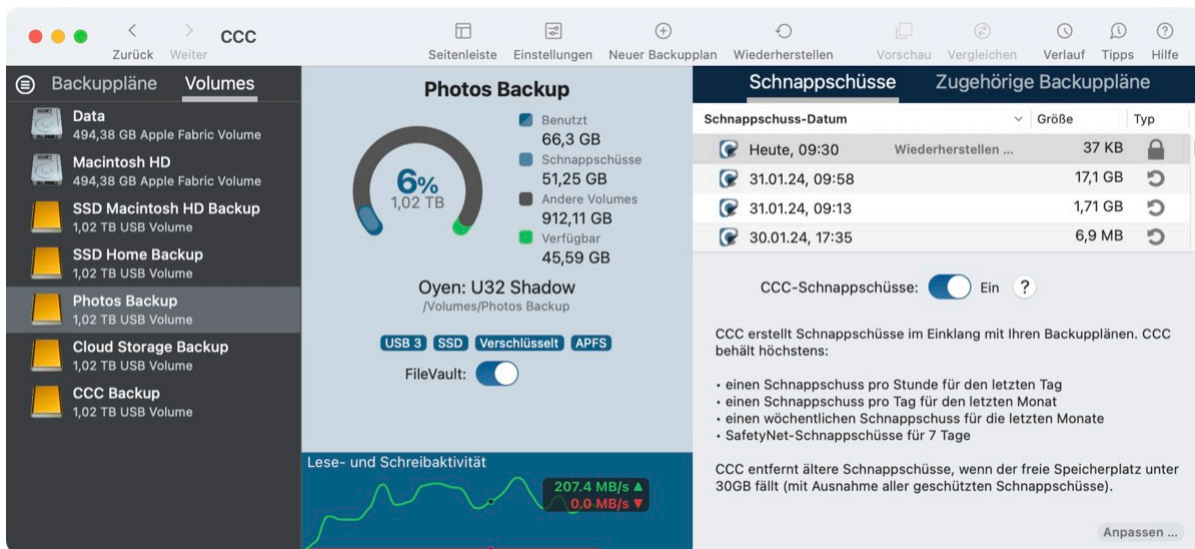 Zurück
Weiter
CCC
Seitenleiste
Einstellungen
Neuer Backupplan
Wiederherstellen
Vorschau
Vergleichen
Verlauf
Tipps
Hilfe
Backuppläne
Volumes
Data
494,38 GB Apple Fabric Volume
Macintosh HD
494,38 GB Apple Fabric Volume
SSD Macintosh HD Backup
1,02 TB USB Volume
SSD Home Backup
1,02 TB USB Volume
Photos Backup
1,02 TB USB Volume
Cloud Storage Backup
1,02 TB USB Volume
CCC Backup
1,02 TB USB Volume
Photos Backup
6%
1,02 TB
Benutzt
66,3 GB
Schnappschüsse
51,25 GB
Andere Volumes
912,11 GB
Verfügbar
45,59 GB
Oyen: U32 Shadow
/Volumes/Photos Backup
USB 3 SSD Verschlüsselt APFS
FileVault:
Lese- und Schreibaktivität
207.4 MB/s ▲
0.0 MB/s ▼
Schnappschüsse
Zugehörige Backuppläne
Schnappschuss-Datum Größe Typ
Heute, 09:30 Wiederherstellen ... 37 KB
31.01.24, 09:58 17,1 GB
31.01.24, 09:13 1,71 GB
30.01.24, 17:35 6,9 MB
CCC-Schnappschüsse: Ein ?
CCC erstellt Schnappschüsse im Einklang mit Ihren Backupplänen. CCC
behält höchstens:
• einen Schnappschuss pro Stunde für den letzten Tag
• einen Schnappschuss pro Tag für den letzten Monat
• einen wöchentlichen Schnappschuss für die letzten Monate
• SafetyNet-Schnappschüsse für 7 Tage
CCC entfernt ältere Schnappschüsse, wenn der freie Speicherplatz unter
30GB fällt (mit Ausnahme aller geschützten Schnappschüsse).
Anpassen ...